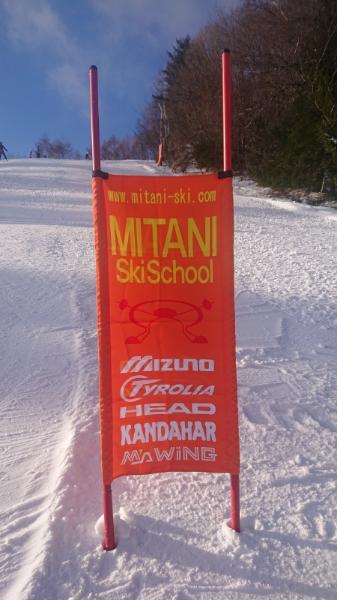 www.mitani-ski.com
MITANI
SkiSchool
MIZUNO
TYROLIA
HEAD
KANDAHAR
M'A WiNG